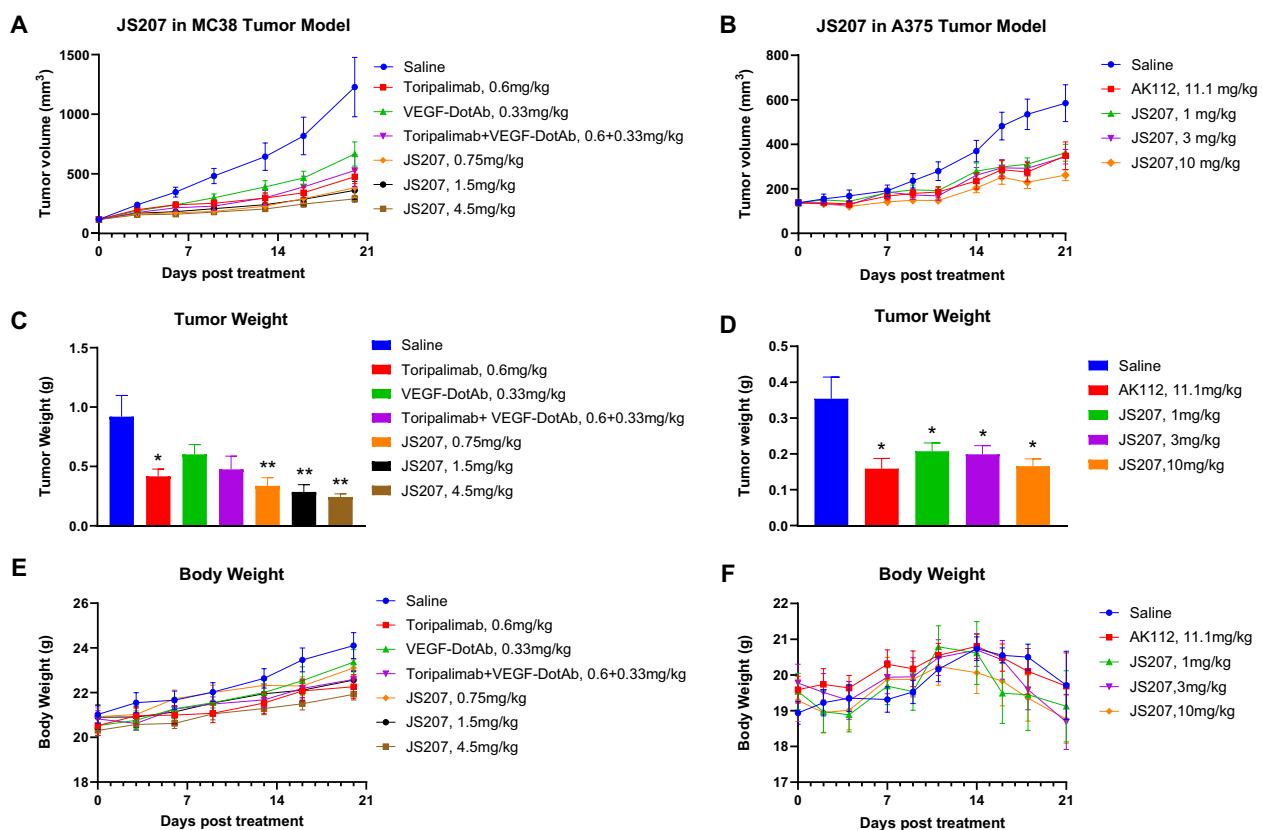 A
JS207 in MC38 Tumor Model
Tumor volume (mm³)
1500
1000
500
0
0
7
14
21
Days post treatment
Saline
Toripalimab, 0.6mg/kg
VEGF-DotAb, 0.33mg/kg
Toripalimab+VEGF-DotAb, 0.6+0.33mg/kg
JS207, 0.75mg/kg
JS207, 1.5mg/kg
JS207, 4.5mg/kg
B
JS207 in A375 Tumor Model
Tumor volume (mm³)
800
600
400
200
0
0
7
14
21
Days post treatment
Saline
AK112, 11.1 mg/kg
JS207, 1 mg/kg
JS207, 3 mg/kg
JS207,10 mg/kg
C
Tumor Weight
Tumor Weight (g)
1.5
1.0
0.5
0.0
*
**
**
**
Saline
Toripalimab, 0.6mg/kg
VEGF-DotAb, 0.33mg/kg
Toripalimab+ VEGF-DotAb, 0.6+0.33mg/kg
JS207, 0.75mg/kg
JS207, 1.5mg/kg
JS207, 4.5mg/kg
D
Tumor Weight
Tumor weight (g)
0.5
0.4
0.3
0.2
0.1
0.0
*
*
*
*
Saline
AK112, 11.1mg/kg
JS207, 1mg/kg
JS207, 3mg/kg
JS207,10mg/kg
E
Body Weight
Body Weight (g)
26
24
22
20
18
0
7
14
21
Days post treatment
Saline
Toripalimab, 0.6mg/kg
VEGF-DotAb, 0.33mg/kg
Toripalimab+VEGF-DotAb, 0.6+0.33mg/kg
JS207, 0.75mg/kg
JS207, 1.5mg/kg
JS207, 4.5mg/kg
F
Body Weight
Body Weight (g)
22
21
20
19
18
17
0
7
14
21
Days post treatment
Saline
AK112, 11.1mg/kg
JS207, 1mg/kg
JS207,3mg/kg
JS207,10mg/kg